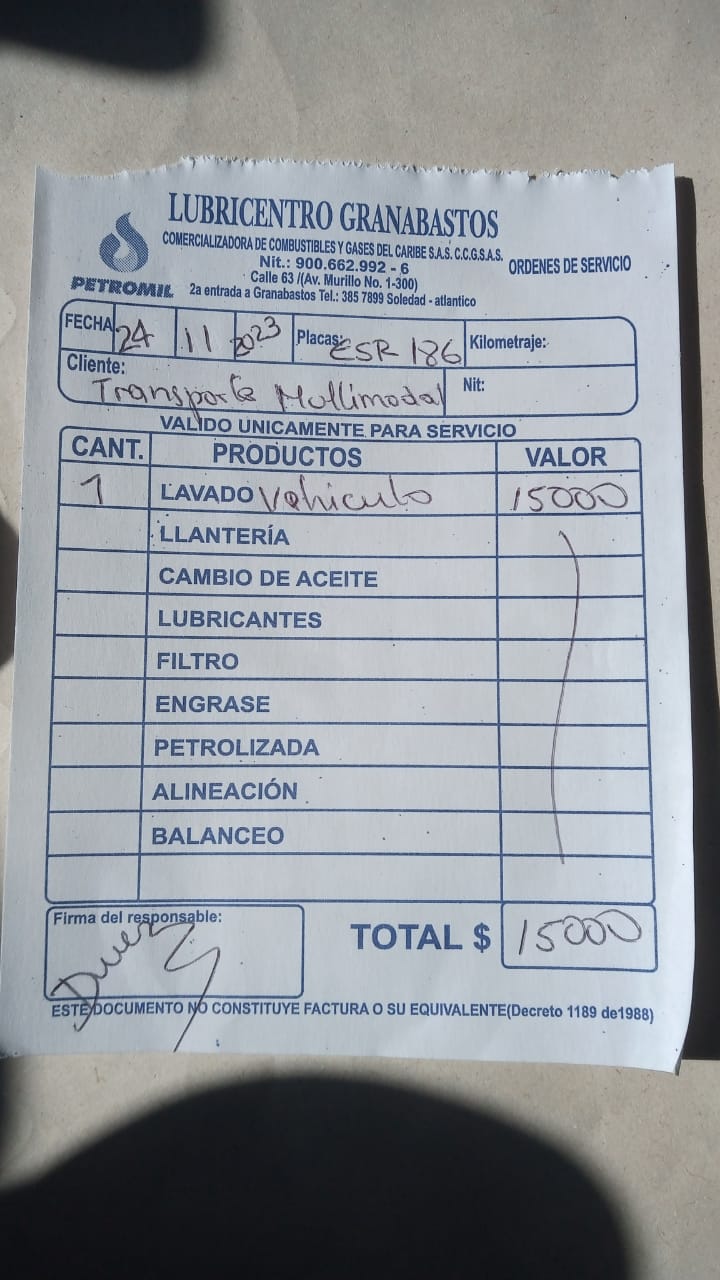 LUBRICENTRO GRANABASTOS
COMERCIALIZADORA DE COMBUSTIBLES Y GASES DEL CARIBE S.A.S. C.C.G.S.A.S.
ORDENES DE SERVICIO
Nit.: 900.662.992 - 6
Calle 63 /(Av. Murillo No. 1-300)
PETROMIL
2a entrada a Granabastos Tel.: 385 7899 Soledad - atlantico
FECHA 24 11 2023 Placas: ESR 186 Kilometraje:
Cliente: Transporte Multimodal Nit:
VALIDO UNICAMENTE PARA SERVICIO
CANT. PRODUCTOS VALOR
1 LAVADO Vehiculo 15000
LLANTERÍA
CAMBIO DE ACEITE
LUBRICANTES
FILTRO
ENGRASE
PETROLIZADA
ALINEACIÓN
BALANCEO
Firma del responsable:
TOTAL $ 15000
ESTE DOCUMENTO NO CONSTITUYE FACTURA O SU EQUIVALENTE(Decreto 1189 de1988)